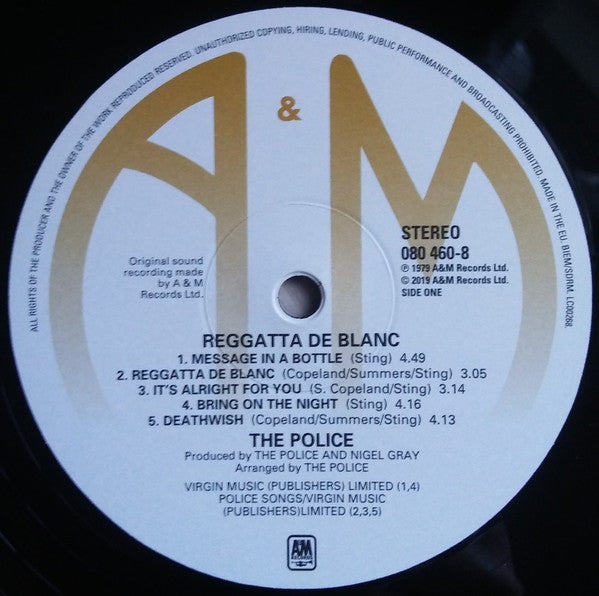 ALL RIGHTS OF THE PRODUCER AND THE OWNER OF THE WORK REPRODUCED RESERVED. UNAUTHORIZED COPYING, HIRING, LENDING, PUBLIC PERFORMANCE AND BROADCASTING PROHIBITED. MADE IN THE EU. BIEM/SDRM. LC00268.
A & M
STEREO
080 460-8
℗ 1979 A&M Records Ltd.
© 2019 A&M Records Ltd.
SIDE ONE
Original sound
recording made
by A & M
Records Ltd.
REGGATTA DE BLANC
1. MESSAGE IN A BOTTLE (Sting) 4.49
2. REGGATTA DE BLANC (Copeland/Summers/Sting) 3.05
3. IT'S ALRIGHT FOR YOU (S. Copeland/Sting) 3.14
4. BRING ON THE NIGHT (Sting) 4.16
5. DEATHWISH (Copeland/Summers/Sting) 4.13
THE POLICE
Produced by THE POLICE AND NIGEL GRAY
Arranged by THE POLICE
VIRGIN MUSIC (PUBLISHERS) LIMITED (1,4)
POLICE SONGS/VIRGIN MUSIC
(PUBLISHERS)LIMITED (2,3,5)
A&M
RECORDS